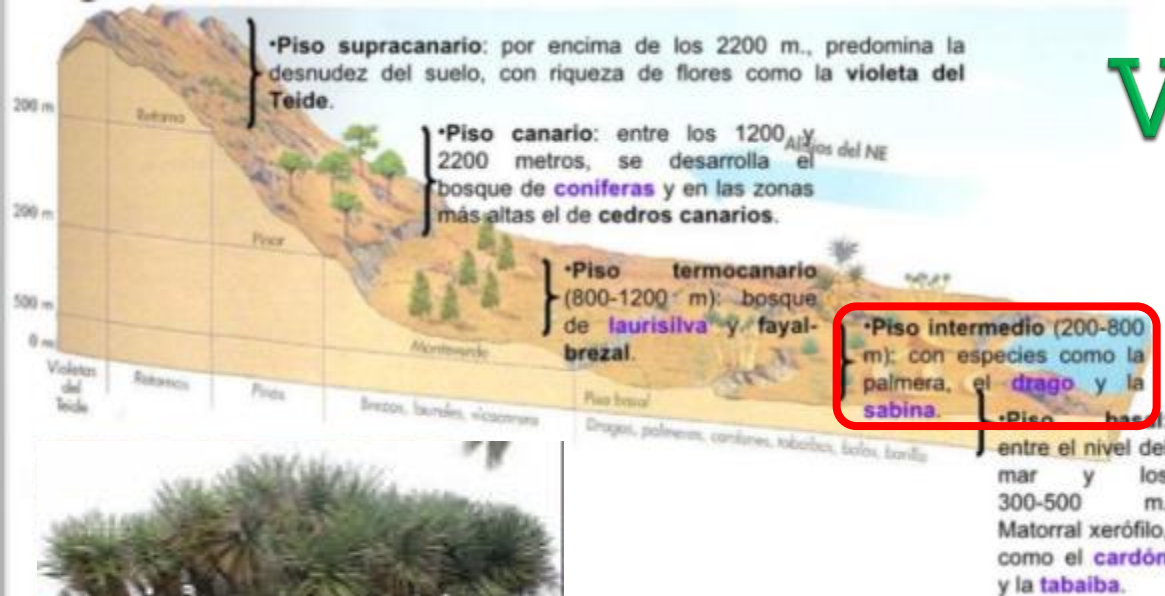 V
•Piso supracanario: por encima de los 2200 m., predomina la
desnudez del suelo, con riqueza de flores como la violeta del
Teide.
•Piso canario: entre los 1200 y
2200 metros, se desarrolla el
bosque de coníferas y en las zonas
más altas el de cedros canarios.
del NE
•Piso termocanario
(800-1200 m): bosque
de laurisilva y fayal-
brezal.
•Piso intermedio (200-800
m): con especies como la
palmera, el drago y la
sabina.
•Piso basal:
entre el nivel del
mar y los
300-500 m.
Matorral xerófilo,
como el cardón
y la tabaiba.
200 m
200 m
500 m
0 m
Retama
Pinar
Monteverde
Piso basal
Violetas
del
Teide
Retamas
Pinos
Brezos, laureles,
Dragos, palmeras, cardones, tabaibas, balos, barrilla